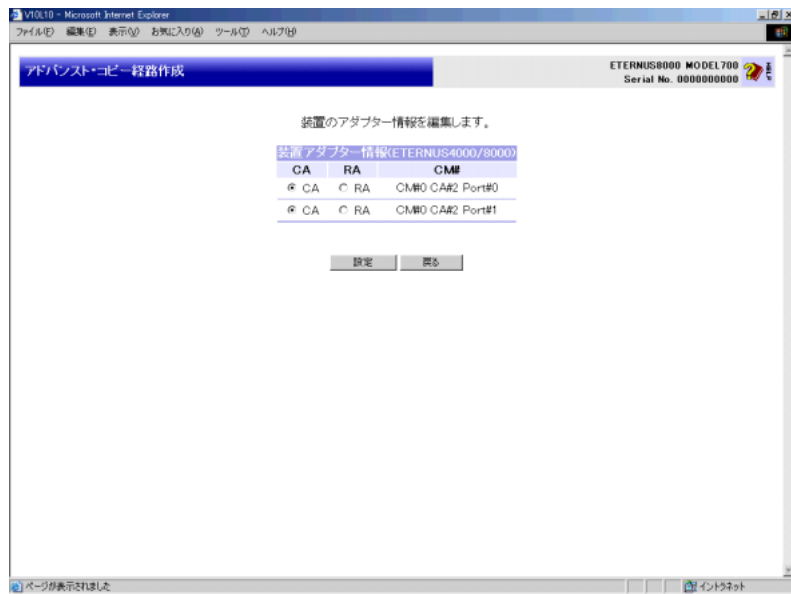 V10L10 - Microsoft Internet Explorer
ファイル(F) 編集(E) 表示(V) お気に入り(A) ツール(T) ヘルプ(H)
アドバンスト・コピー経路作成
ETERNUS8000 MODEL700
Serial No. 0000000000
装置のアダプター情報を編集します。
装置アダプター情報(ETERNUS4000/8000)
CA RA CM#
CA RA CM#0 CA#2 Port#0
CA RA CM#0 CA#2 Port#1
設定 戻る
ページが表示されました イントラネット